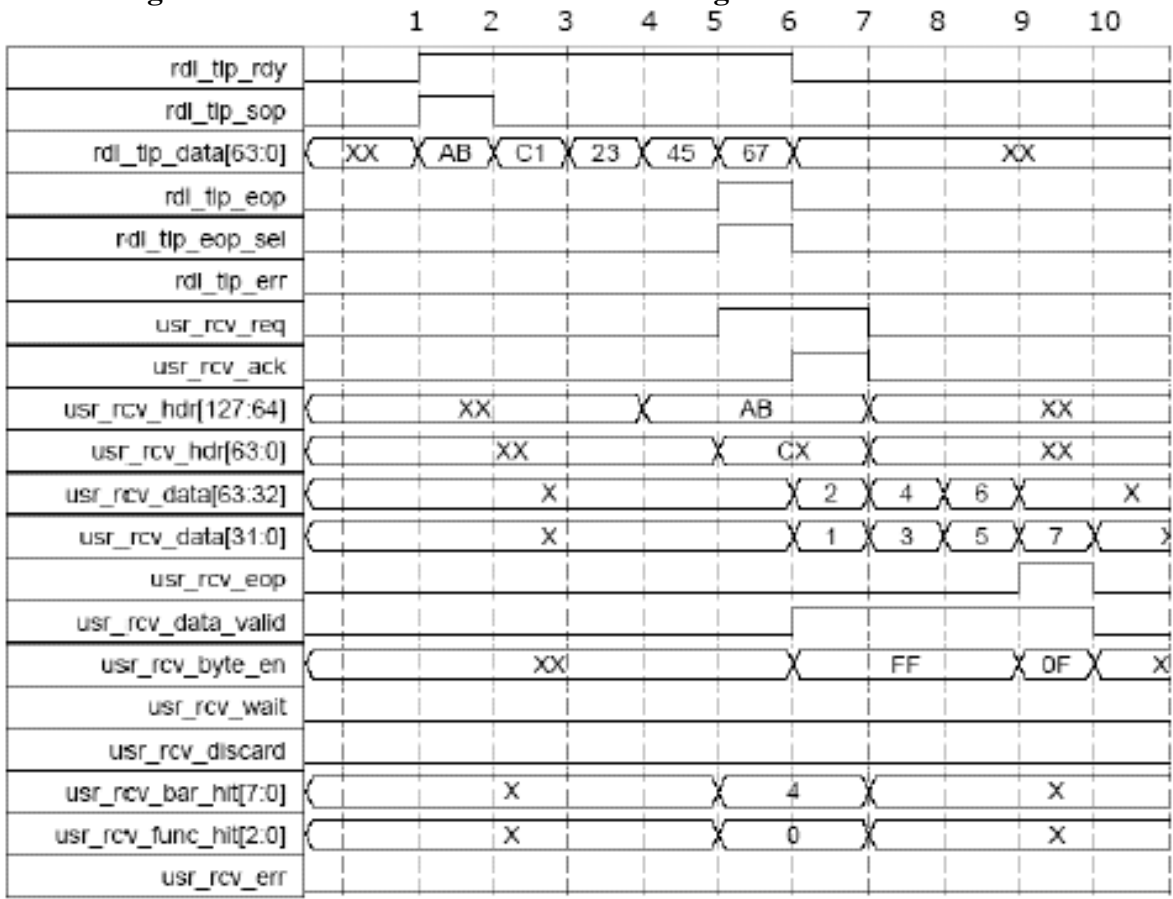 1 2 3 4 5 6 7 8 9 10
rdl_tlp_rdy
rdl_tlp_sop
rdl_tlp_data[63:0] XX AB C1 23 45 67 XX
rdl_tlp_eop
rdl_tlp_eop_sel
rdl_tlp_err
usr_rcv_req
usr_rcv_ack
usr_rcv_hdr[127:64] XX AB XX
usr_rcv_hdr[63:0] XX CX XX
usr_rcv_data[63:32] X 2 4 6 X
usr_rcv_data[31:0] X 1 3 5 7 X
usr_rcv_eop
usr_rcv_data_valid
usr_rcv_byte_en XX FF 0F X
usr_rcv_wait
usr_rcv_discard
usr_rcv_bar_hit[7:0] X 4 X
usr_rcv_func_hit[2:0] X 0 X
usr_rcv_err